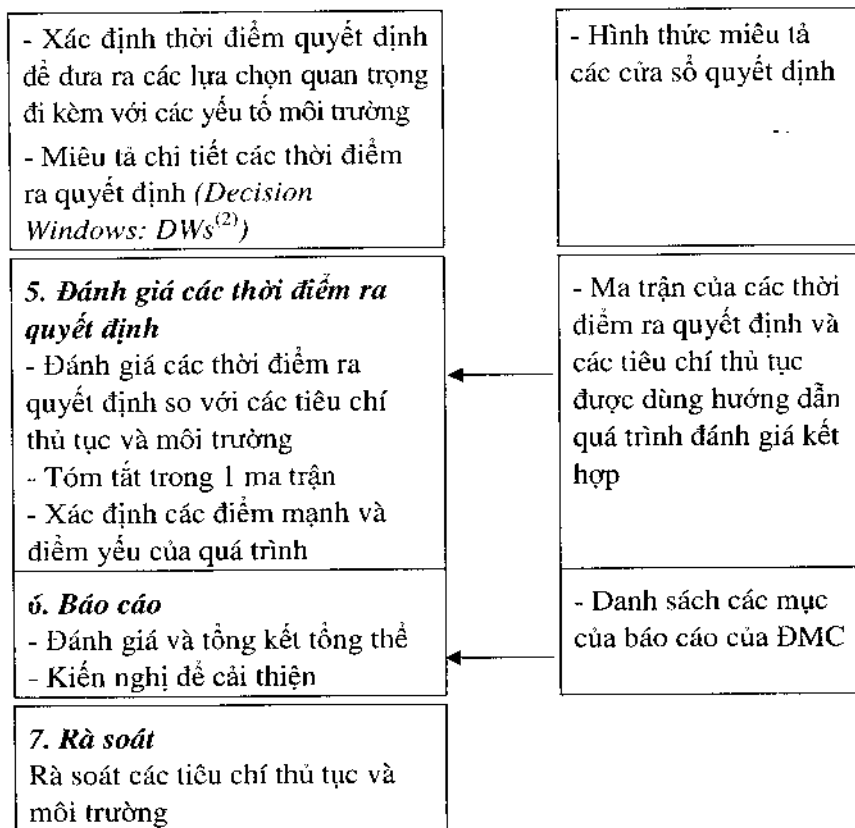 - Xác định thời điểm quyết định
để đưa ra các lựa chọn quan trọng
đi kèm với các yếu tố môi trường
- Miêu tả chi tiết các thời điểm
ra quyết định (Decision
Windows: DWs(2))
- Hình thức miêu tả
các cửa sổ quyết định
5. Đánh giá các thời điểm ra
quyết định
- Đánh giá các thời điểm ra
quyết định so với các tiêu chí
thủ tục và môi trường
- Tóm tắt trong 1 ma trận
- Xác định các điểm mạnh và
điểm yếu của quá trình
- Ma trận của các thời
điểm ra quyết định và
các tiêu chí thủ tục
được dùng hướng dẫn
quá trình đánh giá kết
hợp
6. Báo cáo
- Đánh giá và tổng kết tổng thể
- Kiến nghị để cải thiện
- Danh sách các mục
của báo cáo của ĐMC
7. Rà soát
Rà soát các tiêu chí thủ tục và
môi trường